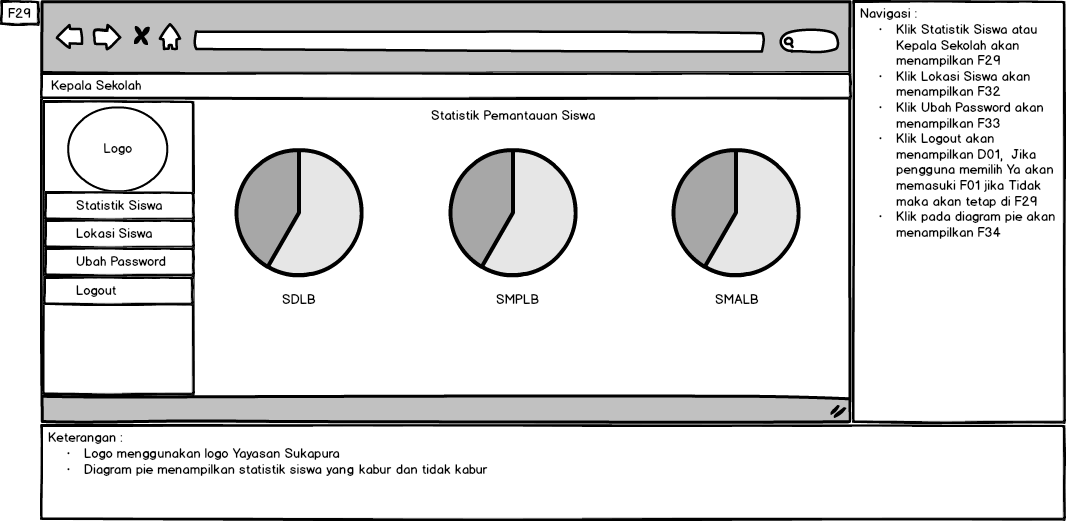 F29
Kepala Sekolah
Logo
Statistik Siswa
Lokasi Siswa
Ubah Password
Logout
Statistik Pemantauan Siswa
SDLB
SMPLB
SMALB
Navigasi :
· Klik Statistik Siswa atau
Kepala Sekolah akan
menampilkan F29
· Klik Lokasi Siswa akan
menampilkan F32
· Klik Ubah Password akan
menampilkan F33
· Klik Logout akan
menampilkan D01, Jika
pengguna memilih Ya akan
memasuki F01 jika Tidak
maka akan tetap di F29
· Klik pada diagram pie akan
menampilkan F34
Keterangan :
· Logo menggunakan logo Yayasan Sukapura
· Diagram pie menampilkan statistik siswa yang kabur dan tidak kabur